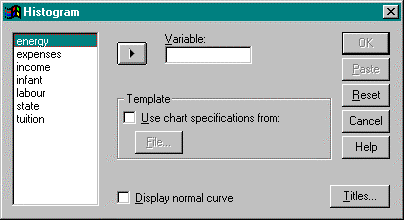 Histogram
energy
expenses
income
infant
labour
state
tuition
Variable:
Template
Use chart specifications from:
File...
Display normal curve
OK
Paste
Reset
Cancel
Help
Titles...